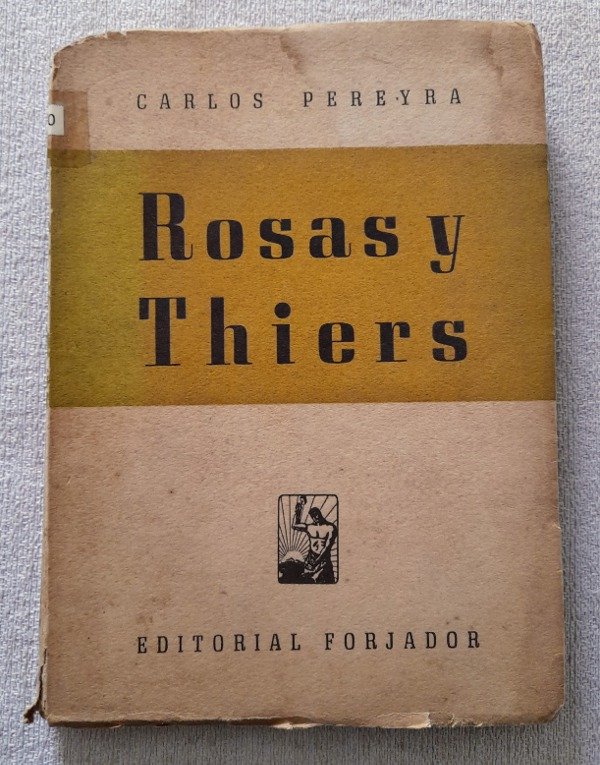 CARLOS PEREYRA
O
Rosas y
Thiers
EDITORIAL FORJADOR